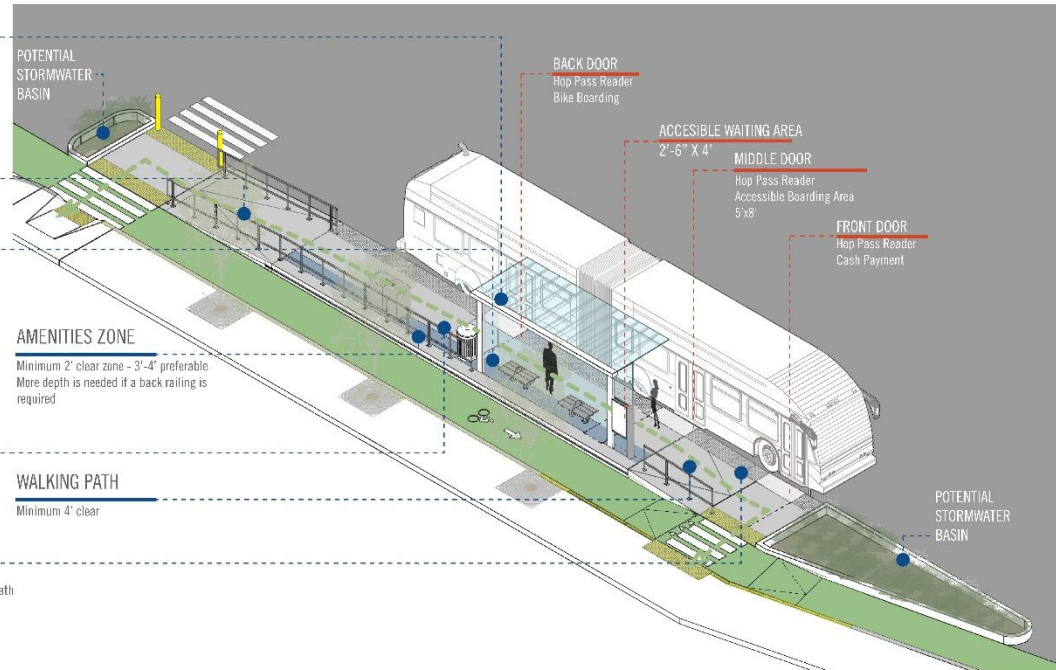 POTENTIAL
STORMWATER
BASIN
BACK DOOR
Hop Pass Reader
Bike Boarding
ACCESIBLE WAITING AREA
2'-6" X 4'
MIDDLE DOOR
Hop Pass Reader
Accessible Boarding Area
5'x8'
FRONT DOOR
Hop Pass Reader
Cash Payment
AMENITIES ZONE
Minimum 2' clear zone - 3'-4' preferable
More depth is needed if a back railing is
required
WALKING PATH
Minimum 4' clear
POTENTIAL
STORMWATER
BASIN
ath